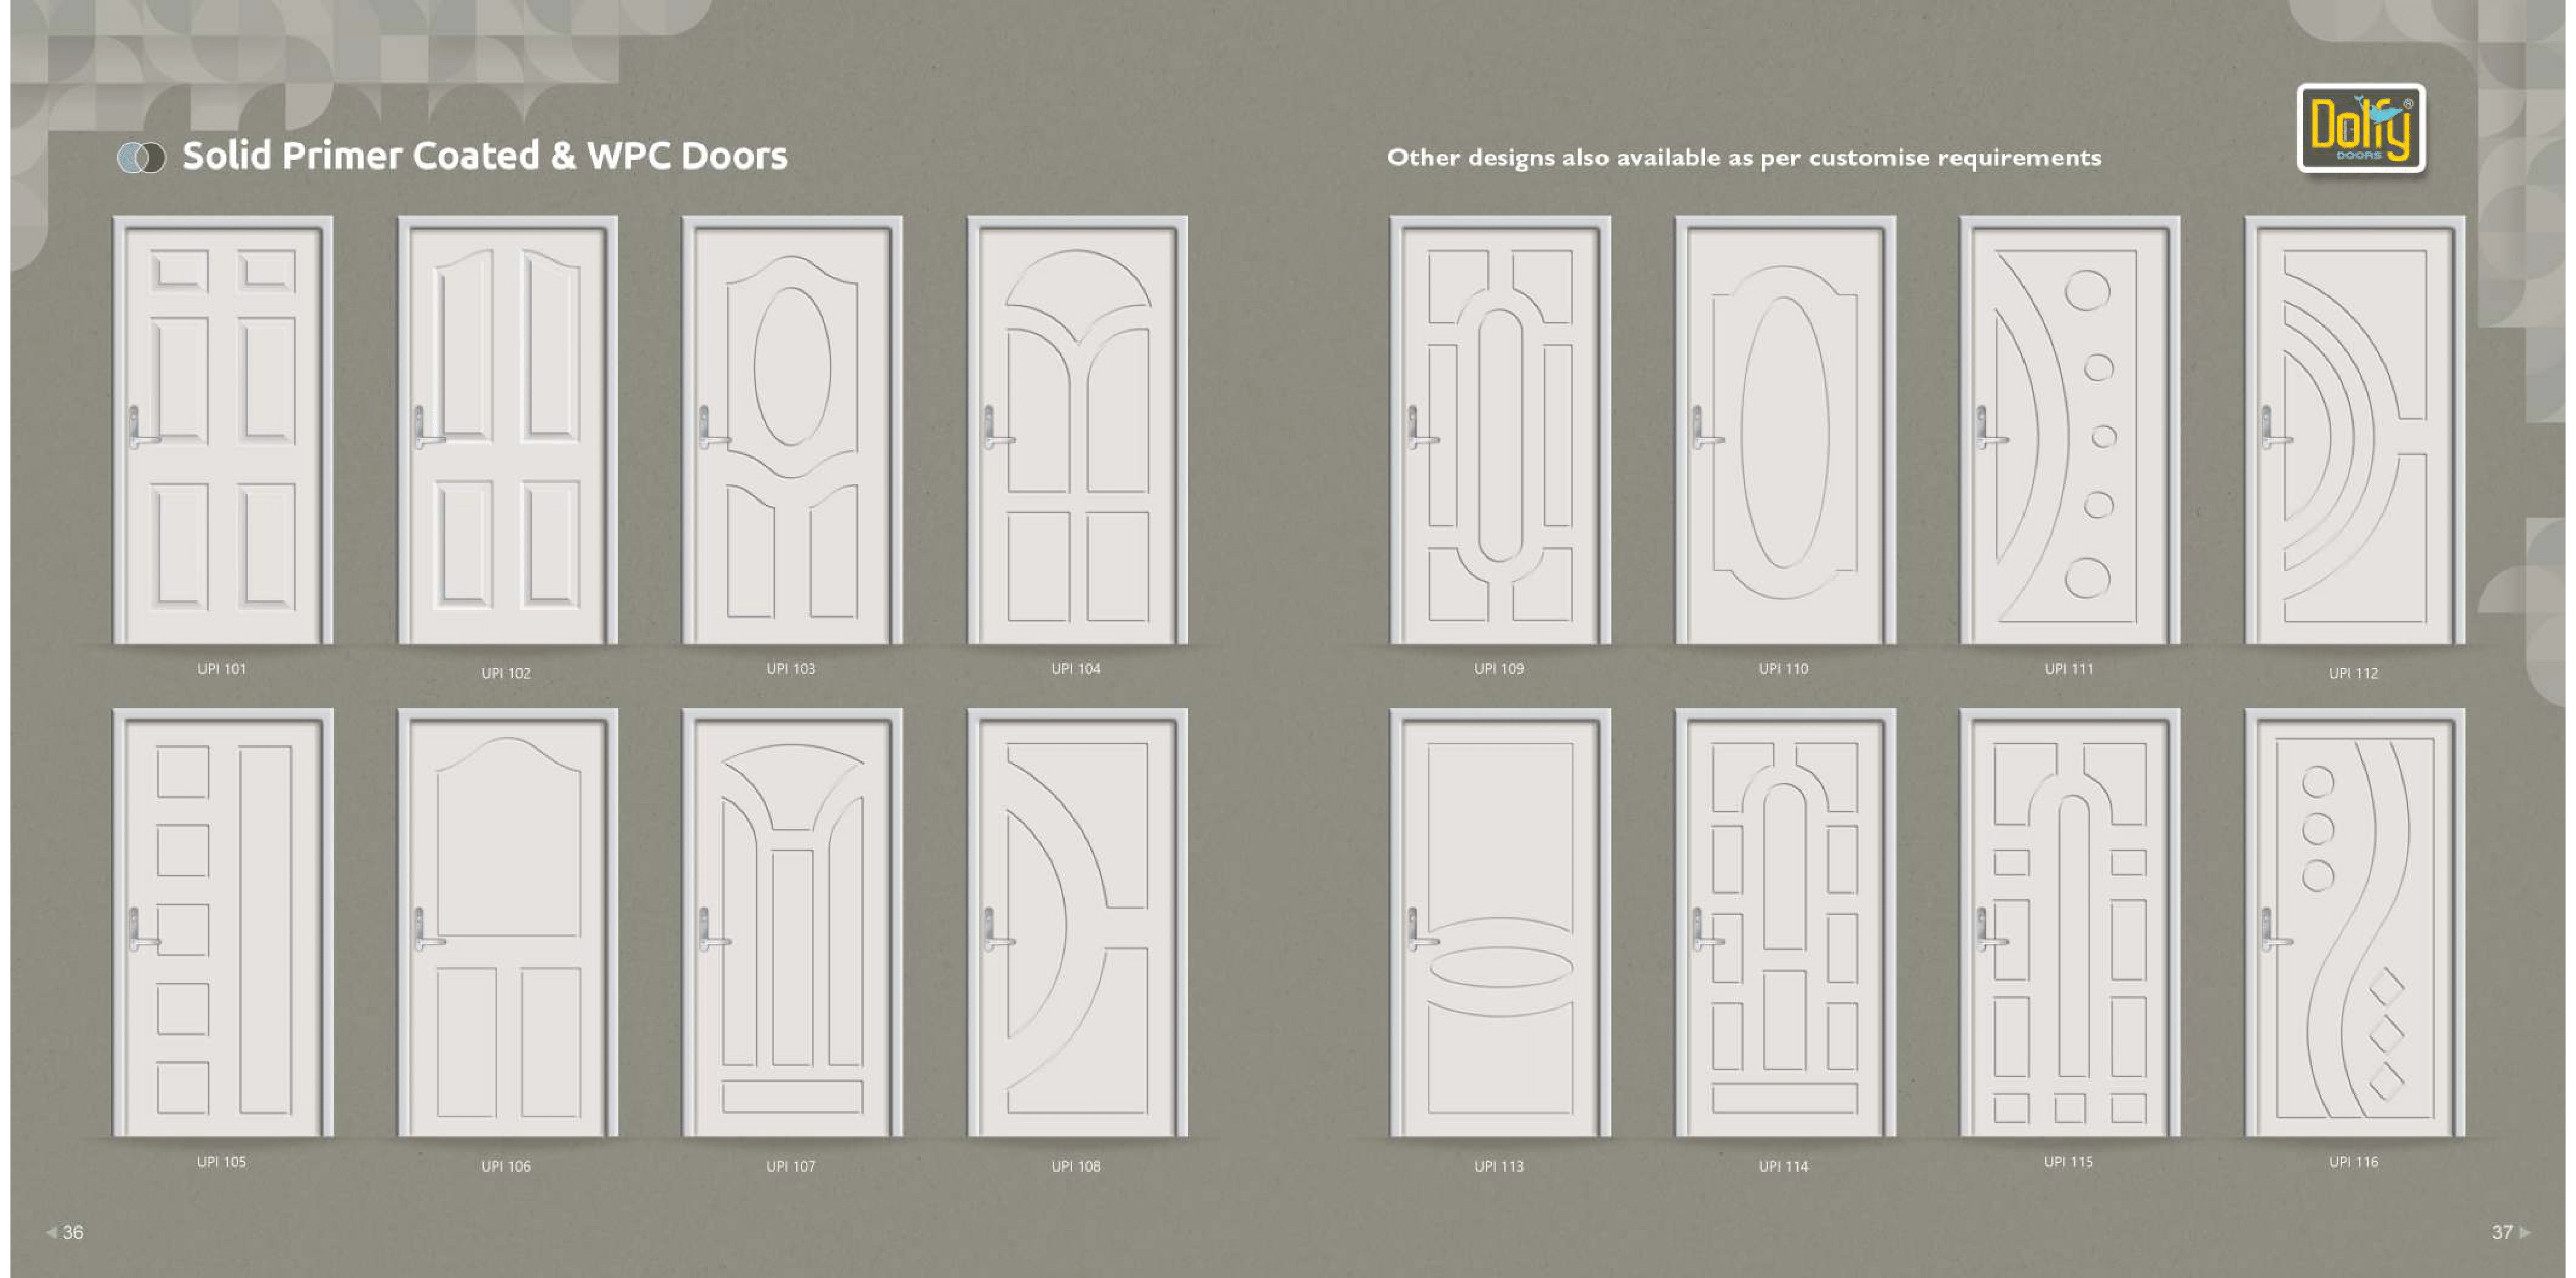 Solid Primer Coated & WPC Doors
Other designs also available as per customise requirements
Dolfy®
DOORS
UPI 101
UPI 102
UPI 103
UPI 104
UPI 109
UPI 110
UPI 111
UPI 112
UPI 105
UPI 106
UPI 107
UPI 108
UPI 113
UPI 114
UPI 115
UPI 116
36
37